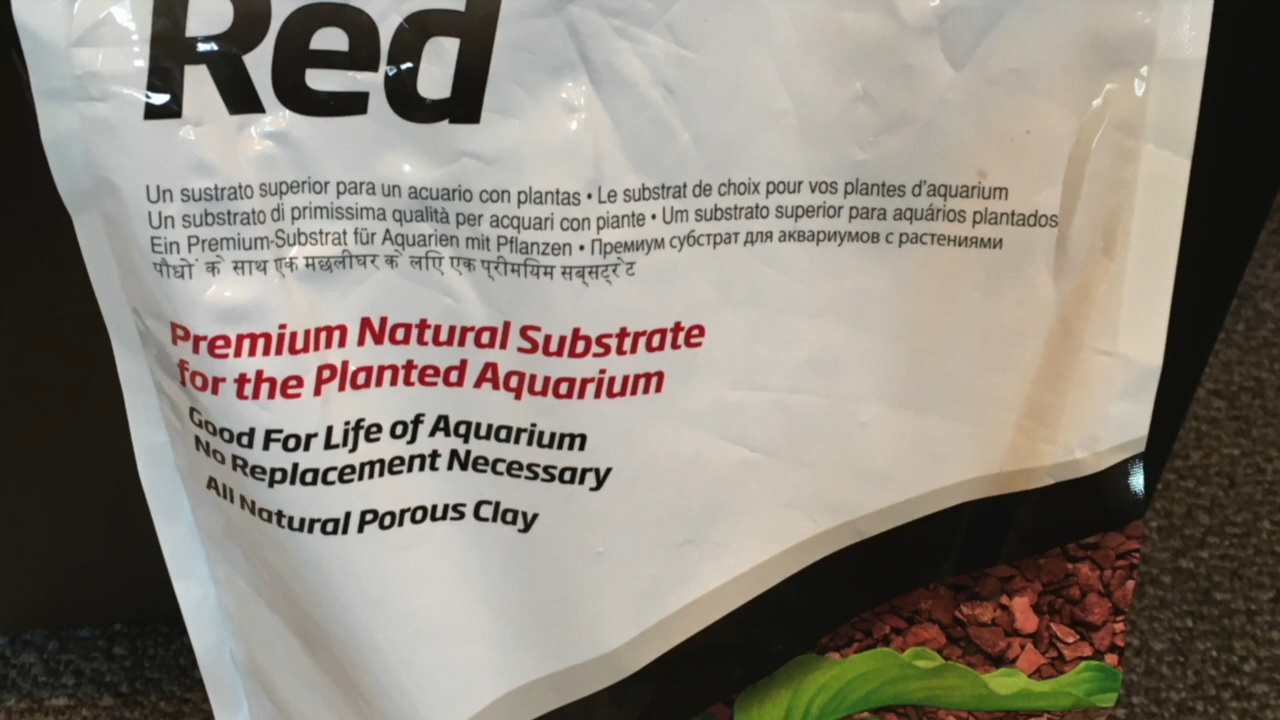 Red
Un sustrato superior para un acuario con plantas • Le substrat de choix pour vos plantes d'aquarium
Un substrato di primissima qualità per acquari con piante • Um substrato superior para aquários plantados
Ein Premium-Substrat für Aquarien mit Pflanzen • Премиум субстрат для аквариумов с растениями
पौधों के साथ एक मछलीघर के लिए एक प्रीमियम सब्सट्रेट
Premium Natural Substrate
for the Planted Aquarium
Good For Life of Aquarium
No Replacement Necessary
All Natural Porous Clay